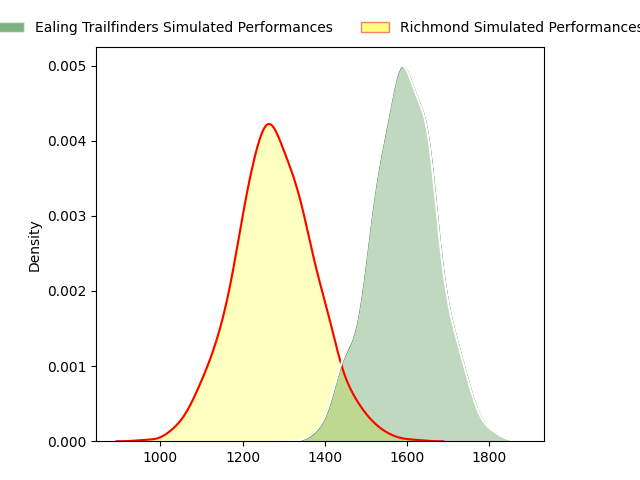 Ealing Trailfinders Simulated Performances
Richmond Simulated Performances
0.005
0.004
0.003
0.002
0.001
0.000
Density
1000 1200 1400 1600 1800